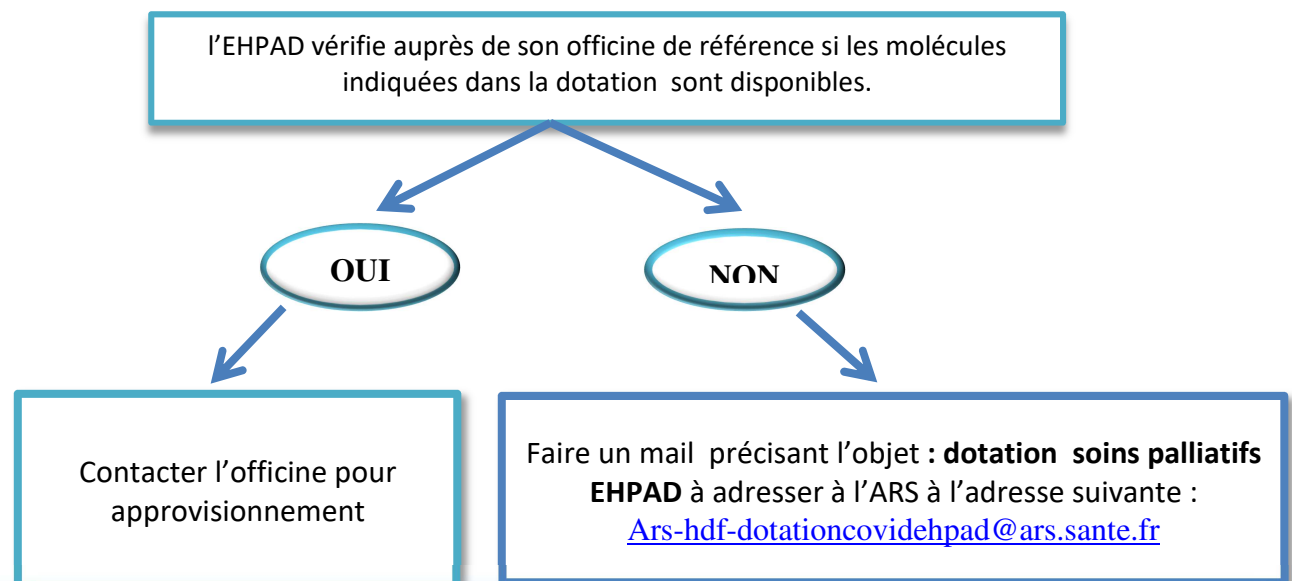 l’EHPAD vérifie auprès de son officine de référence si les molécules
indiquées dans la dotation  sont disponibles.
OUI
NON
Contacter l’officine pour
approvisionnement
Faire un mail  précisant l’objet : dotation  soins palliatifs
EHPAD à adresser à l’ARS à l’adresse suivante :
Ars-hdf-dotationcovidehpad@ars.sante.fr